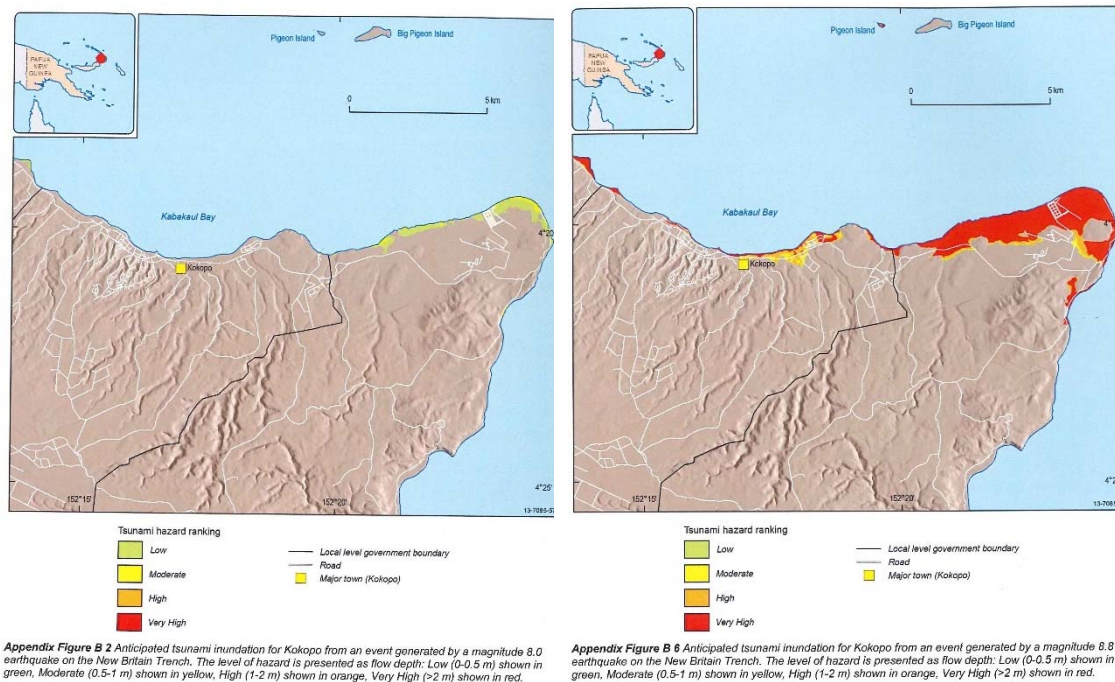 PAPUA
NEW
GUINEA
Pigeon Island
Big Pigeon Island
0
5 km
Kabakaul Bay
Kokopo
4°20
4°25'
152°15'
152°20'
Tsunami hazard ranking
Low
Moderate
High
Very High
Local level government boundary
Road
Major town (Kokopo)
Appendix Figure B 2 Anticipated tsunami inundation for Kokopo from an event generated by a magnitude 8.0
earthquake on the New Britain Trench. The level of hazard is presented as flow depth: Low (0-0.5 m) shown in
green, Moderate (0.5-1 m) shown in yellow, High (1-2 m) shown in orange, Very High (>2 m) shown in red.
PAPUA
NEW
GUINEA
Pigeon Island
Big Pigeon Island
0
5 km
Kabakaul Bay
Kokopo
152°15'
152°20'
Tsunami hazard ranking
Low
Moderate
High
Very High
Local level government boundary
Road
Major town (Kokopo)
Appendix Figure B 6 Anticipated tsunami inundation for Kokopo from an event generated by a magnitude 8.8
earthquake on the New Britain Trench. The level of hazard is presented as flow depth: Low (0-0.5 m) shown in
green, Moderate (0.5-1 m) shown in yellow, High (1-2 m) shown in orange, Very High (>2 m) shown in red.